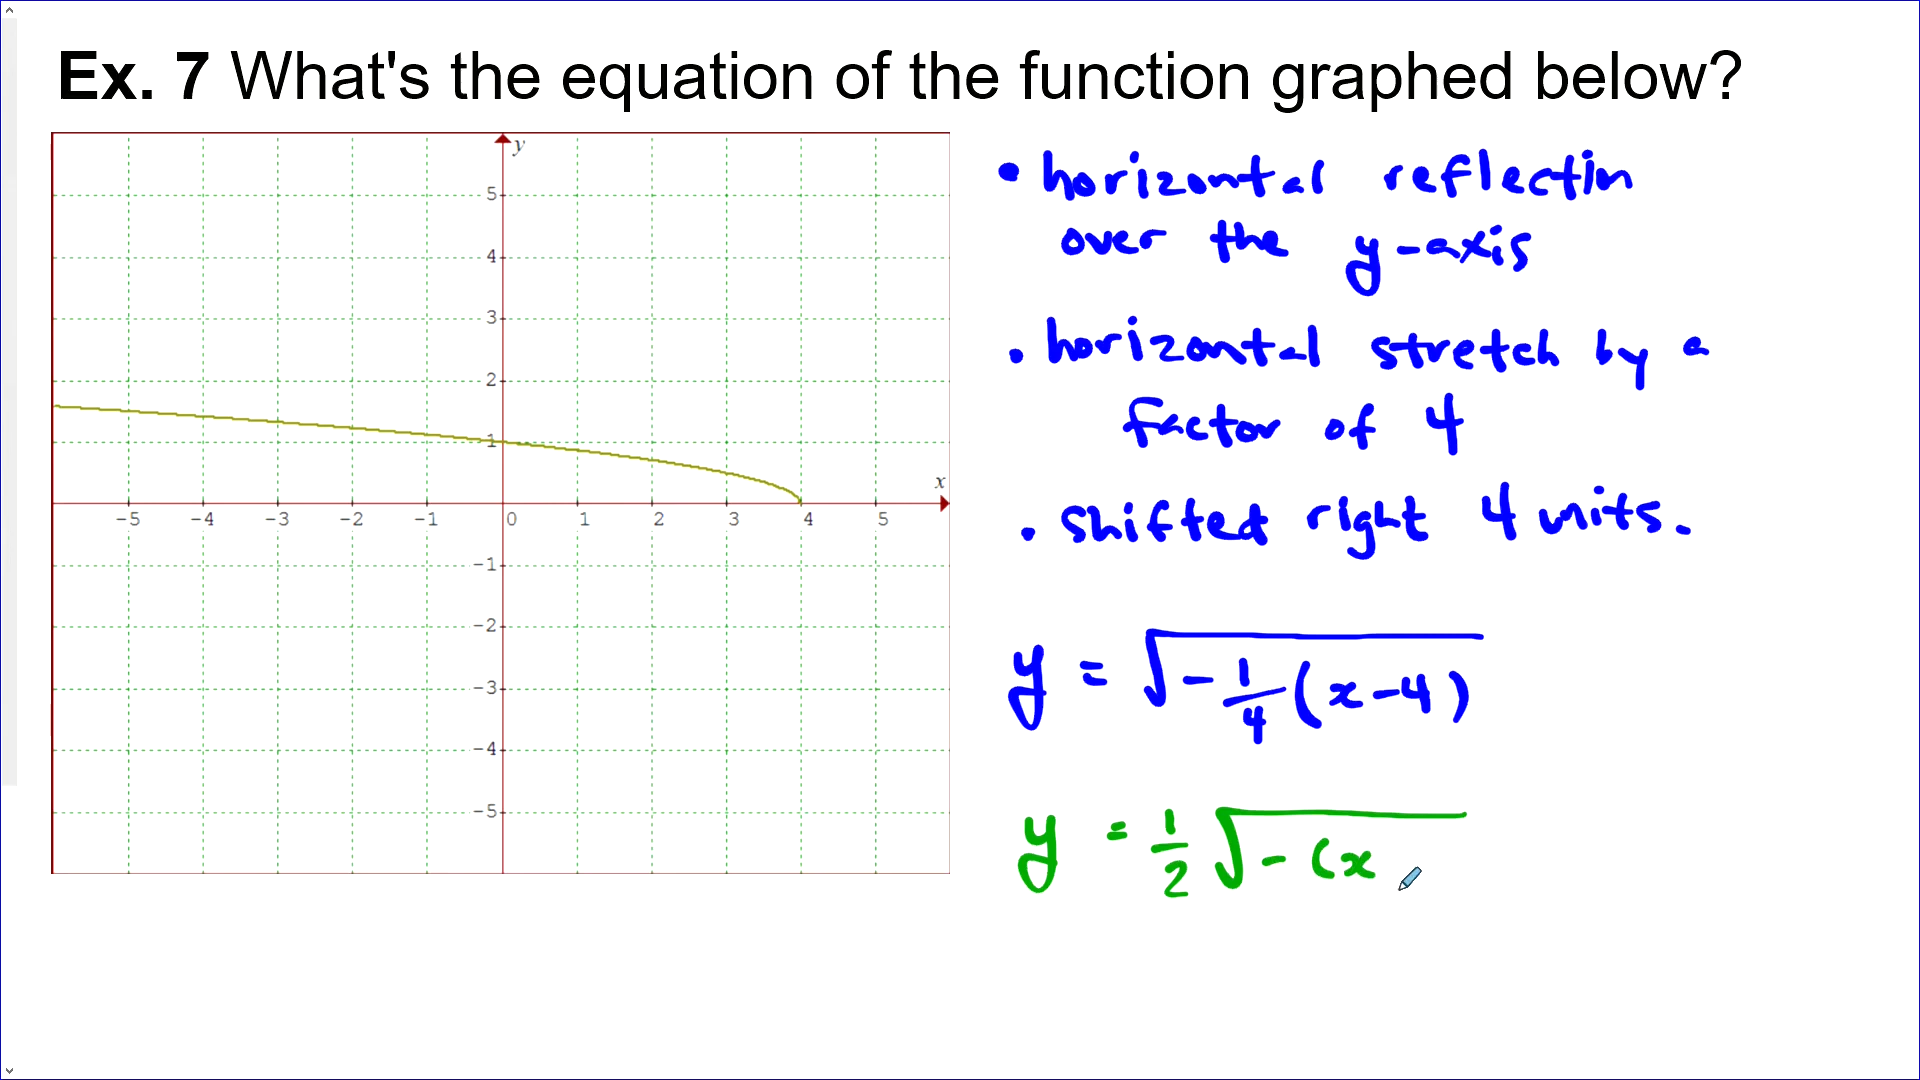 Ex. 7 What's the equation of the function graphed below?
y
5
4
3
2
1
x
-5 -4 -3 -2 -1 0 1 2 3 4 5
-1
-2
-3
-4
-5
• horizontal reflectin
over the y-axis
• horizontal stretch by a
factor of 4
• shifted right 4 units.
y = √(-1/4(x-4))
y = 1/2 √(-(x